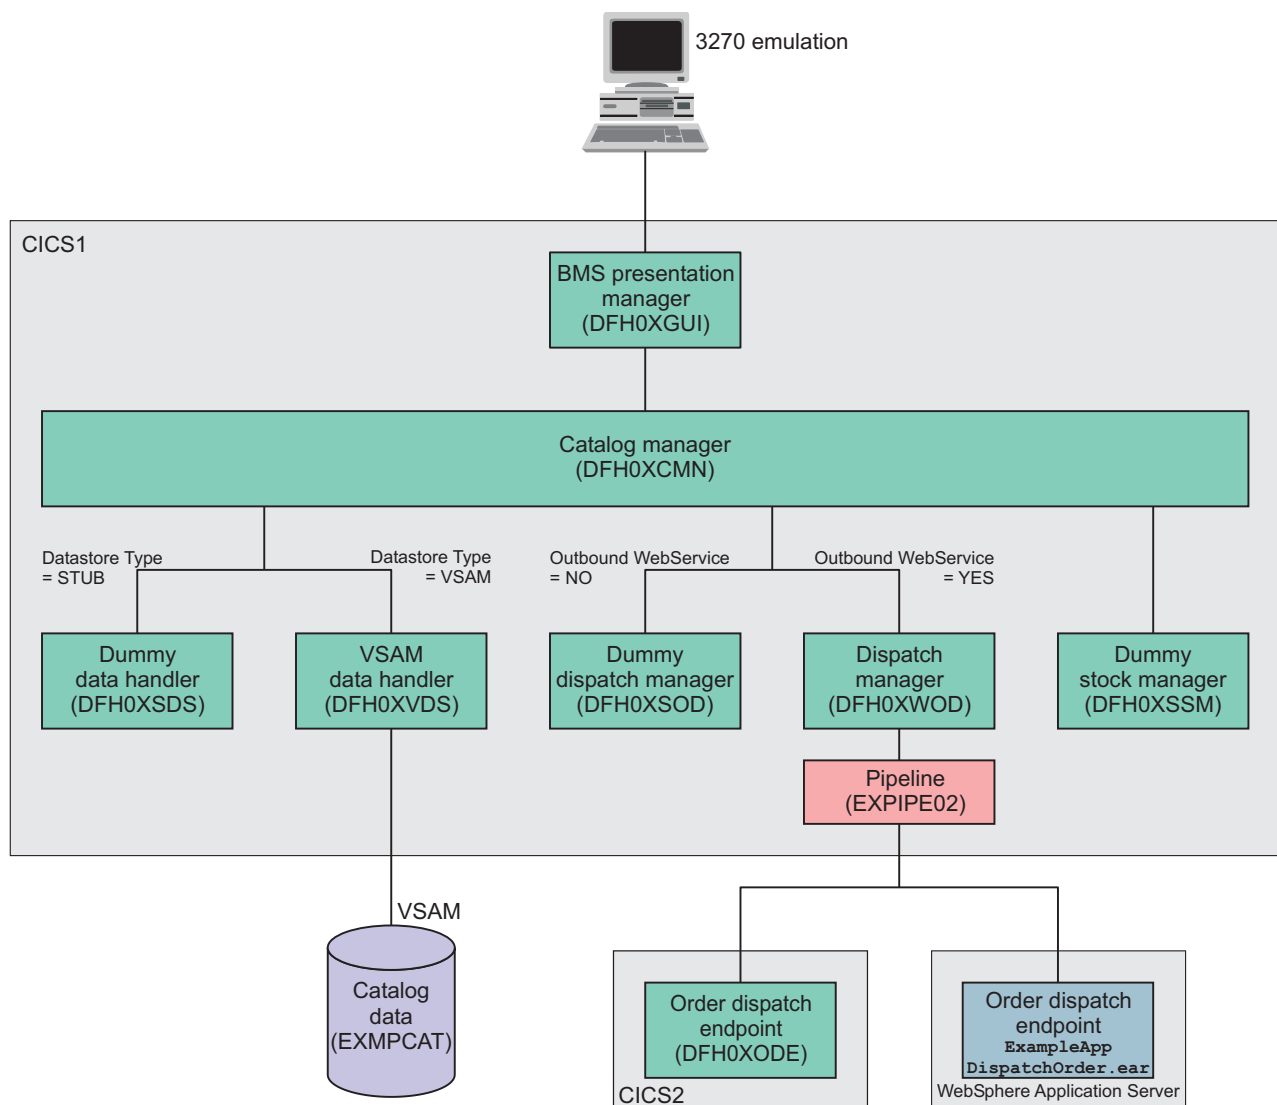 3270 emulation
CICS1
BMS presentation
manager
(DFH0XGUI)
Catalog manager
(DFH0XCMN)
Datastore Type
= STUB
Datastore Type
= VSAM
Outbound WebService
= NO
Outbound WebService
= YES
Dummy
data handler
(DFH0XSDS)
VSAM
data handler
(DFH0XVDS)
Dummy
dispatch manager
(DFH0XSOD)
Dispatch
manager
(DFH0XWOD)
Dummy
stock manager
(DFH0XSSM)
Pipeline
(EXPIPE02)
VSAM
Catalog
data
(EXMPCAT)
Order dispatch
endpoint
(DFH0XODE)
CICS2
Order dispatch
endpoint
ExampleApp
DispatchOrder.ear
WebSphere Application Server